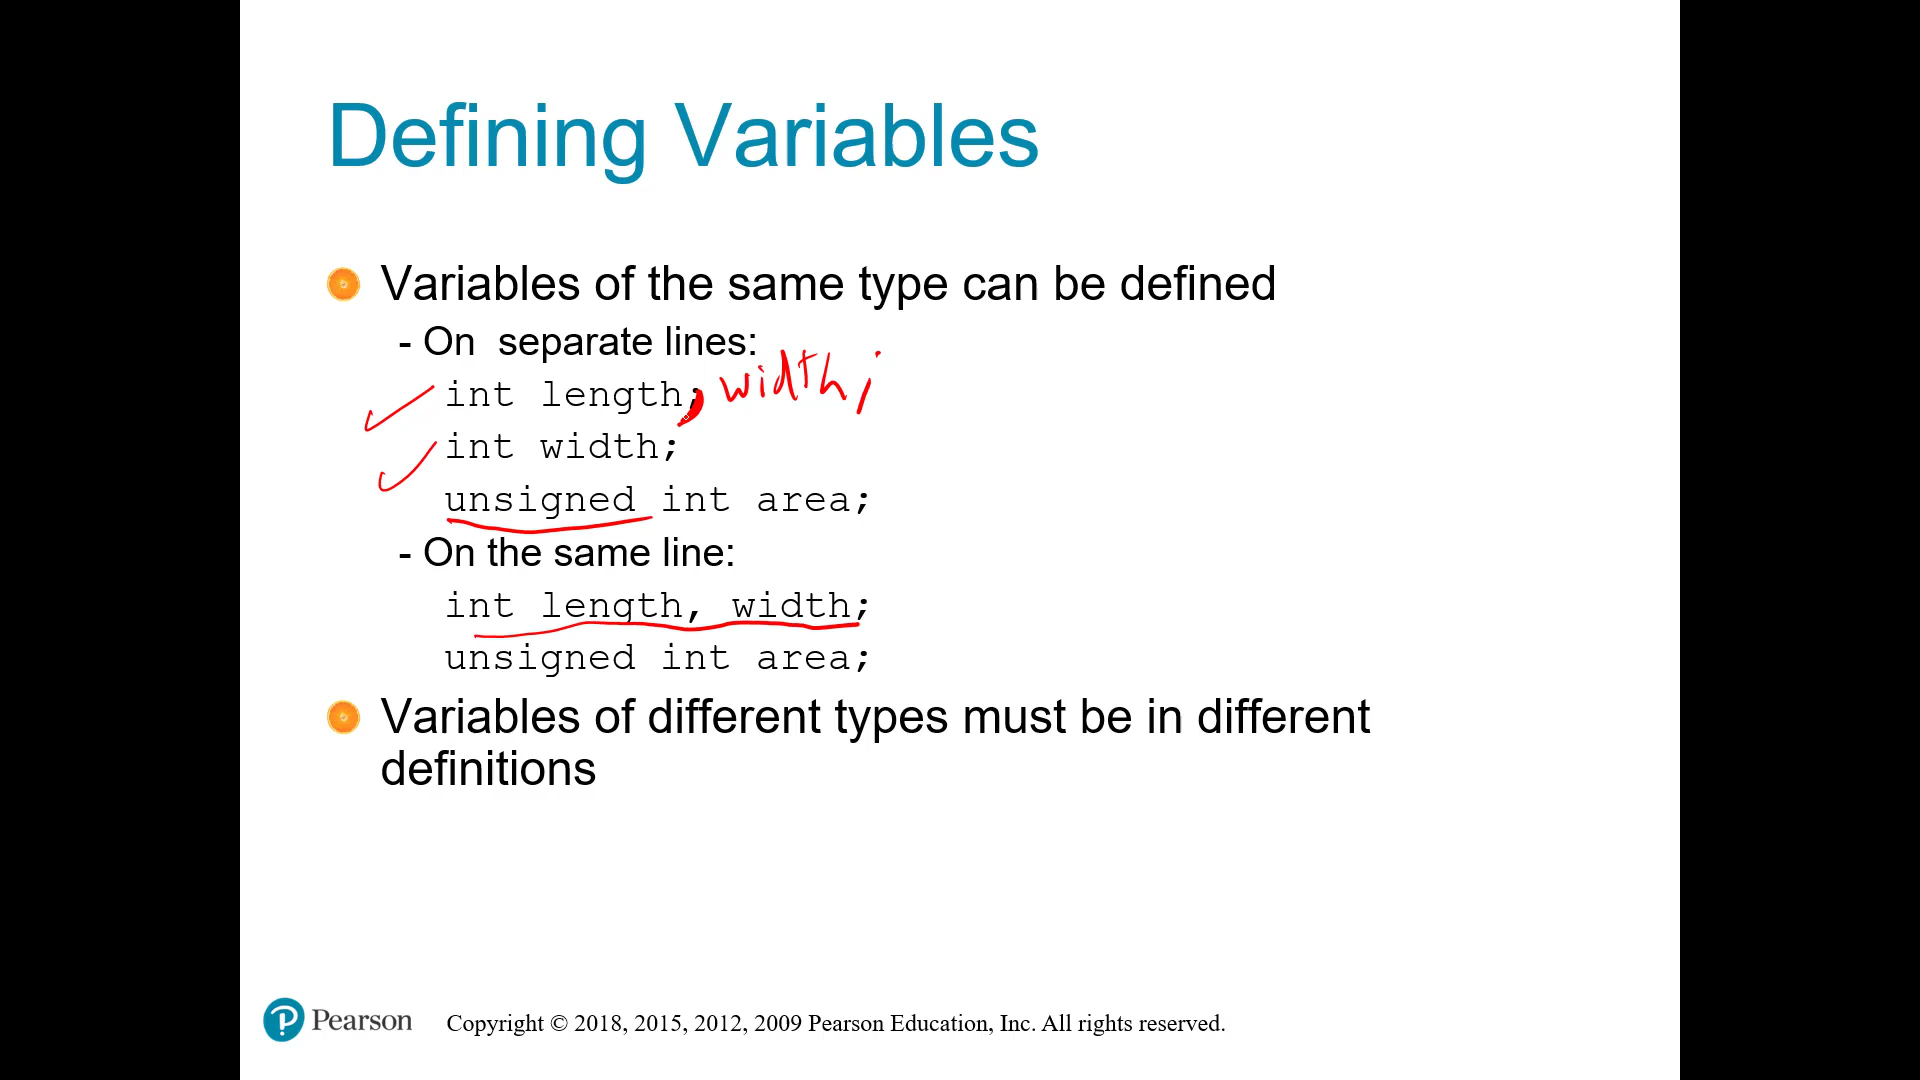 Defining Variables
Variables of the same type can be defined
- On separate lines:
int length; , width;
int width;
unsigned int area;
- On the same line:
int length, width;
unsigned int area;
Variables of different types must be in different
definitions
P Pearson Copyright © 2018, 2015, 2012, 2009 Pearson Education, Inc. All rights reserved.